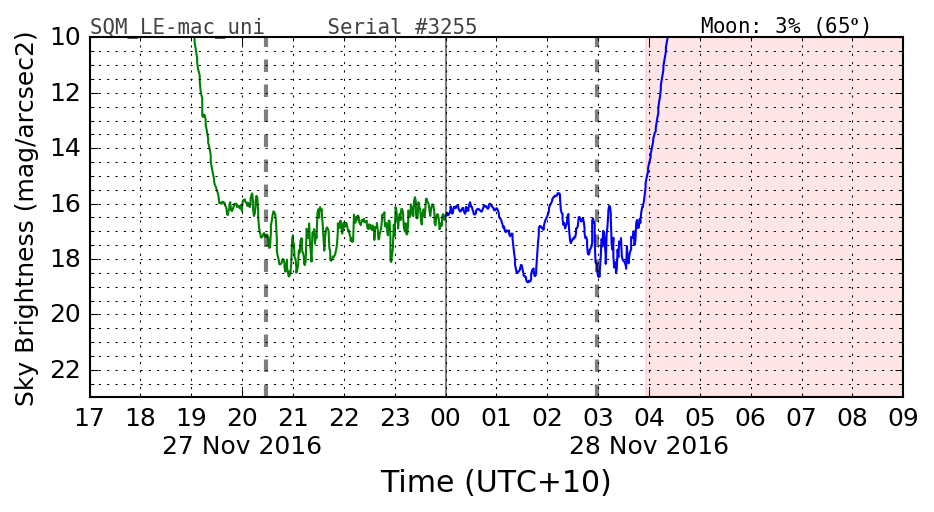 SQM_LE-mac_uni Serial #3255 Moon: 3% (65°)
Sky Brightness (mag/arcsec2)
10
12
14
16
18
20
22
17 18 19 20 21 22 23 00 01 02 03 04 05 06 07 08 09
27 Nov 2016 28 Nov 2016
Time (UTC+10)